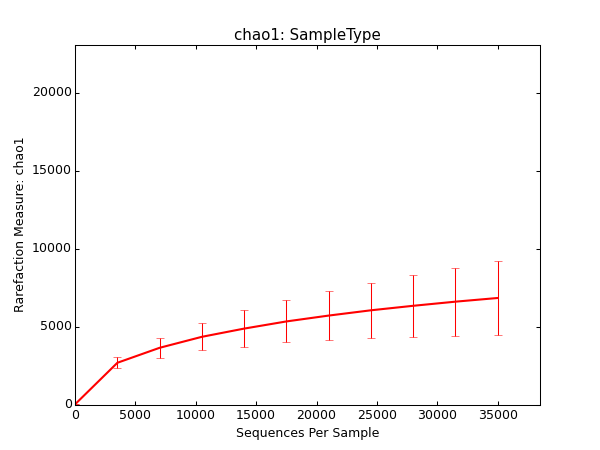 chao1: SampleType
20000
15000
10000
5000
0
Rarefaction Measure: chao1
0 5000 10000 15000 20000 25000 30000 35000
Sequences Per Sample